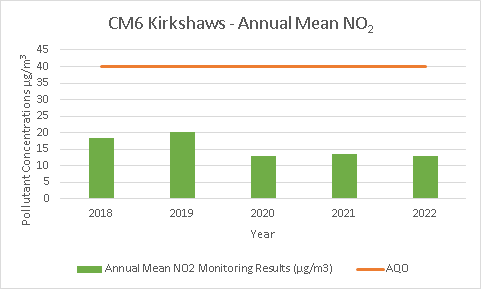 CM6 Kirkshaws - Annual Mean NO₂
Pollutant Concentrations µg/m³
45
40
35
30
25
20
15
10
5
0
2018 2019 2020 2021 2022
Year
Annual Mean NO2 Monitoring Results (µg/m3) AQO